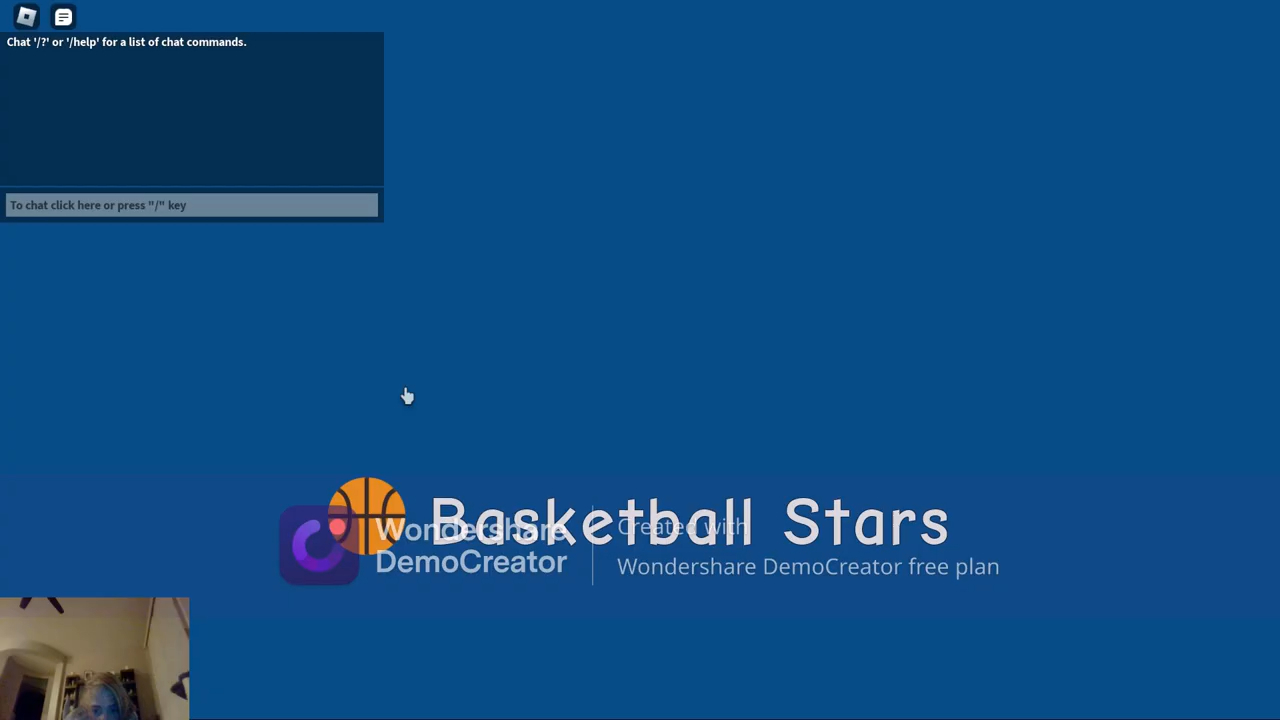 Chat '/?' or '/help' for a list of chat commands.
To chat click here or press "/" key
Basketball Stars
Wondershare
DemoCreator
Created with
Wondershare DemoCreator free plan